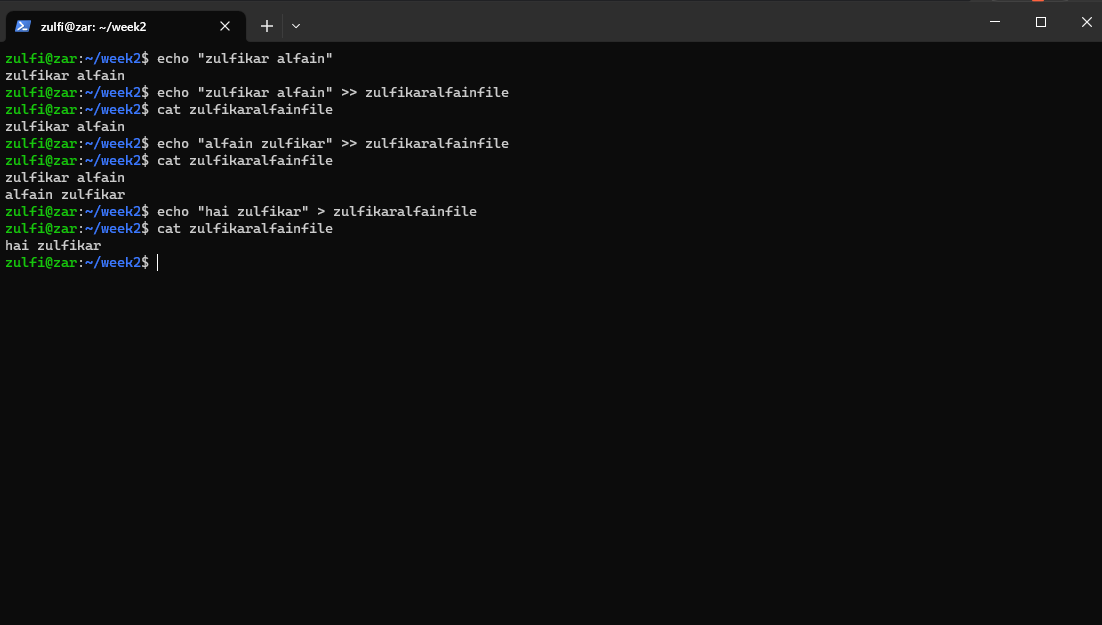 zulfi@zar: ~/week2
zulfi@zar:~/week2$ echo "zulfikar alfain"
zulfikar alfain
zulfi@zar:~/week2$ echo "zulfikar alfain" >> zulfikaralfainfile
zulfi@zar:~/week2$ cat zulfikaralfainfile
zulfikar alfain
zulfi@zar:~/week2$ echo "alfain zulfikar" >> zulfikaralfainfile
zulfi@zar:~/week2$ cat zulfikaralfainfile
zulfikar alfain
alfain zulfikar
zulfi@zar:~/week2$ echo "hai zulfikar" > zulfikaralfainfile
zulfi@zar:~/week2$ cat zulfikaralfainfile
hai zulfikar
zulfi@zar:~/week2$